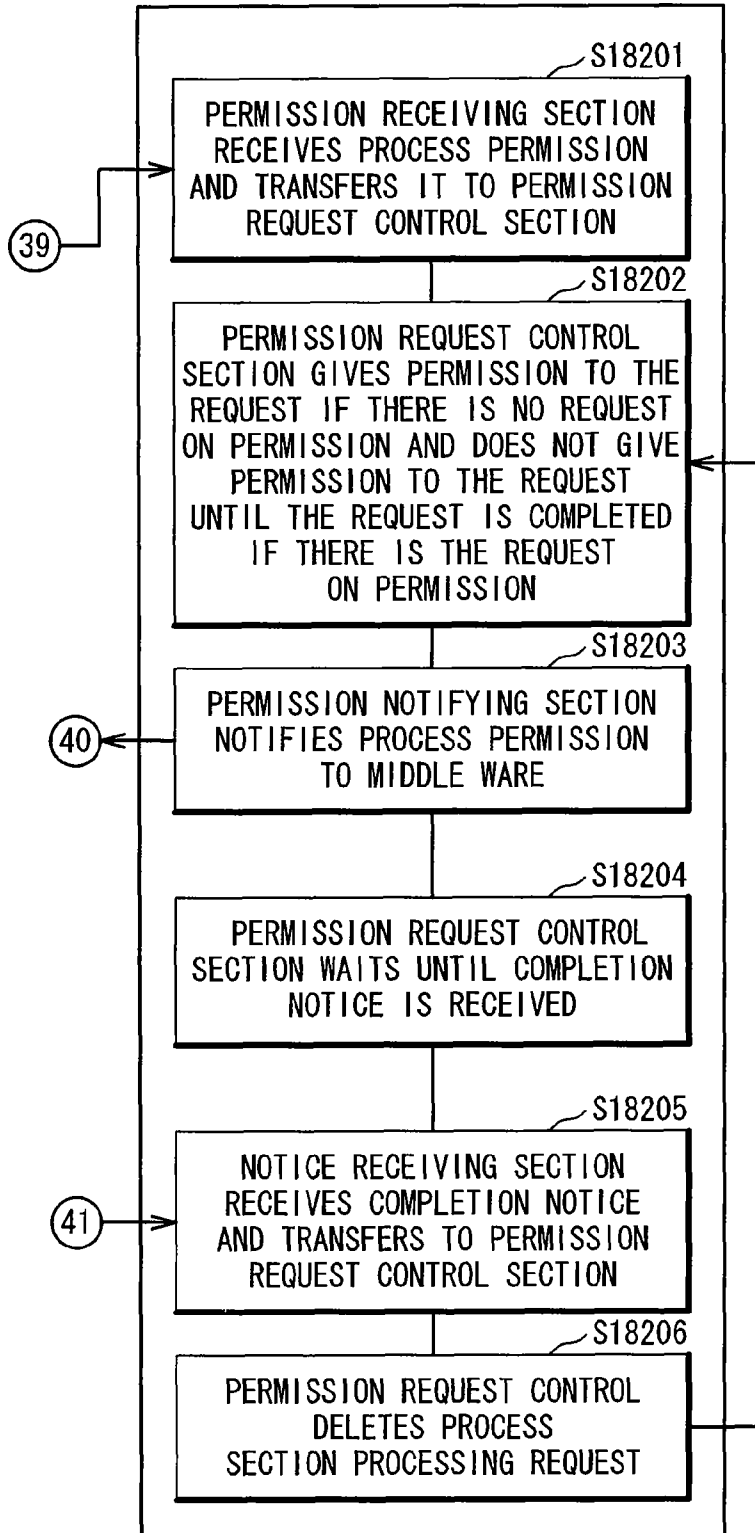 S18201
PERMISSION RECEIVING SECTION
RECEIVES PROCESS PERMISSION
AND TRANSFERS IT TO PERMISSION
REQUEST CONTROL SECTION
39
S18202
PERMISSION REQUEST CONTROL
SECTION GIVES PERMISSION TO THE
REQUEST IF THERE IS NO REQUEST
ON PERMISSION AND DOES NOT GIVE
PERMISSION TO THE REQUEST
UNTIL THE REQUEST IS COMPLETED
IF THERE IS THE REQUEST
ON PERMISSION
S18203
PERMISSION NOTIFYING SECTION
NOTIFIES PROCESS PERMISSION
TO MIDDLE WARE
40
S18204
PERMISSION REQUEST CONTROL
SECTION WAITS UNTIL COMPLETION
NOTICE IS RECEIVED
S18205
NOTICE RECEIVING SECTION
RECEIVES COMPLETION NOTICE
AND TRANSFERS TO PERMISSION
REQUEST CONTROL SECTION
41
S18206
PERMISSION REQUEST CONTROL
DELETES PROCESS
SECTION PROCESSING REQUEST